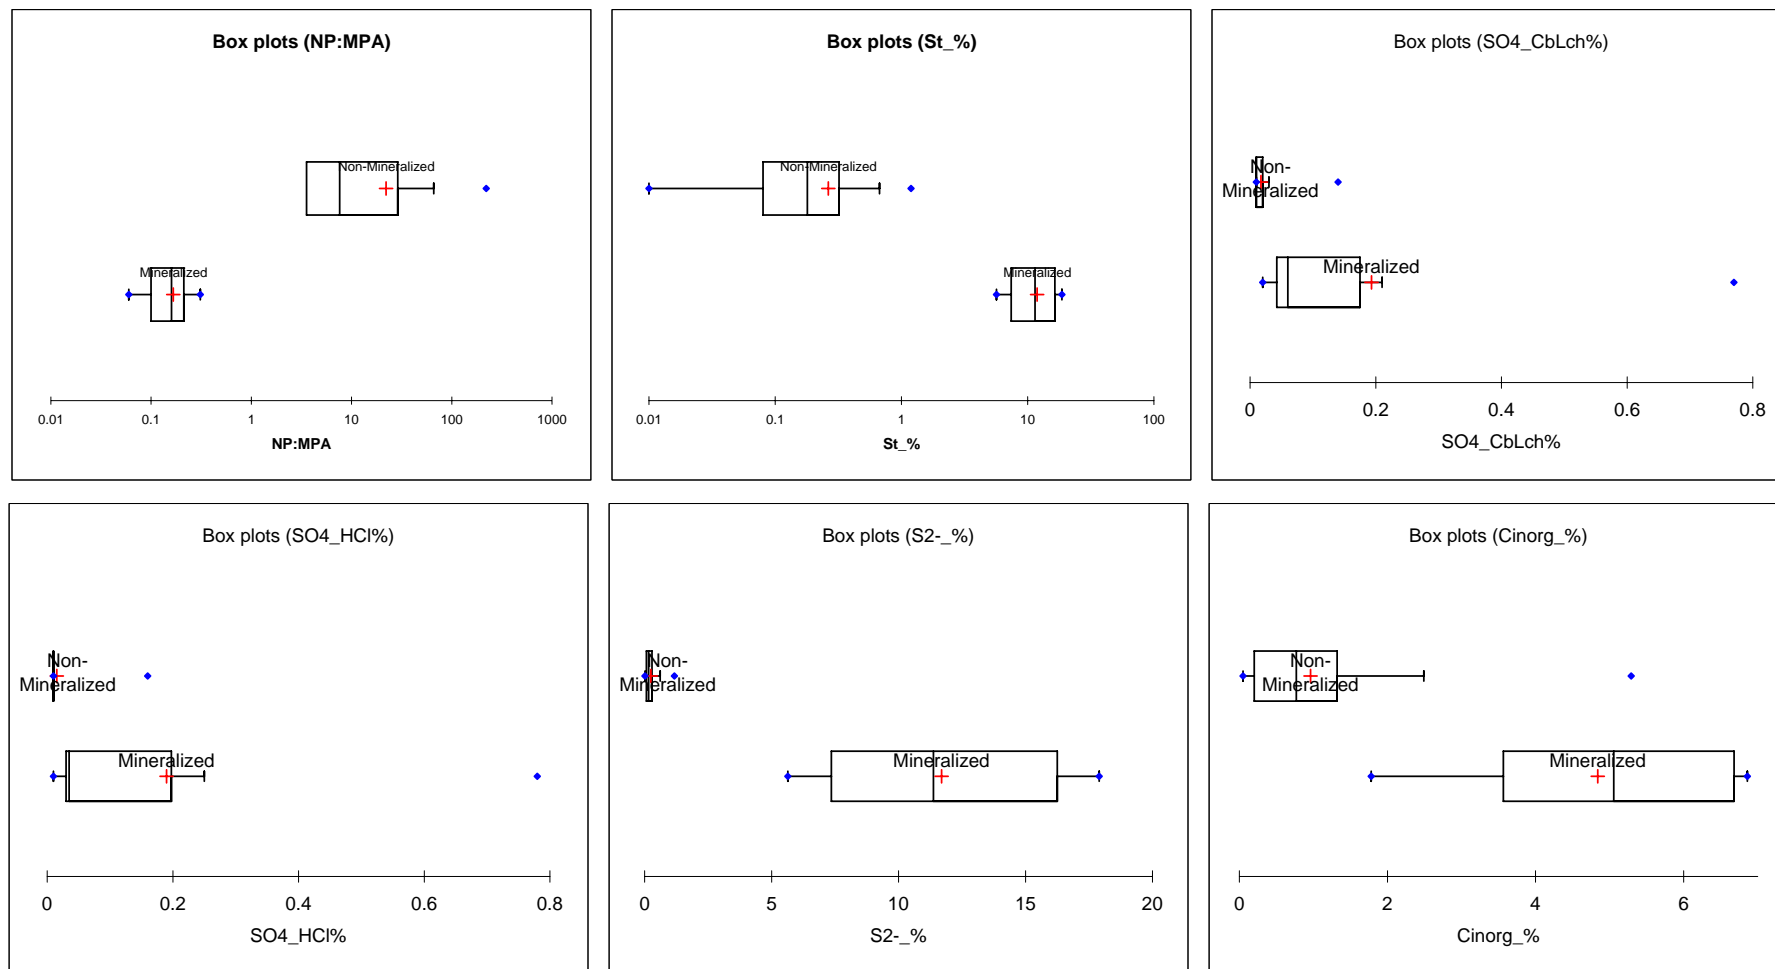 Box plots (NP:MPA)
Non-Mineralized
Mineralized
0.01 0.1 1 10 100 1000
NP:MPA
Box plots (St_%)
Non-Mineralized
Mineralized
0.01 0.1 1 10 100
St_%
Box plots (SO4_CbLch%)
Non-
Mineralized
Mineralized
0 0.2 0.4 0.6 0.8
SO4_CbLch%
Box plots (SO4_HCl%)
Non-
Mineralized
Mineralized
0 0.2 0.4 0.6 0.8
SO4_HCl%
Box plots (S2-_%)
Non-
Mineralized
Mineralized
0 5 10 15 20
S2-_%
Box plots (Cinorg_%)
Non-
Mineralized
Mineralized
0 2 4 6
Cinorg_%